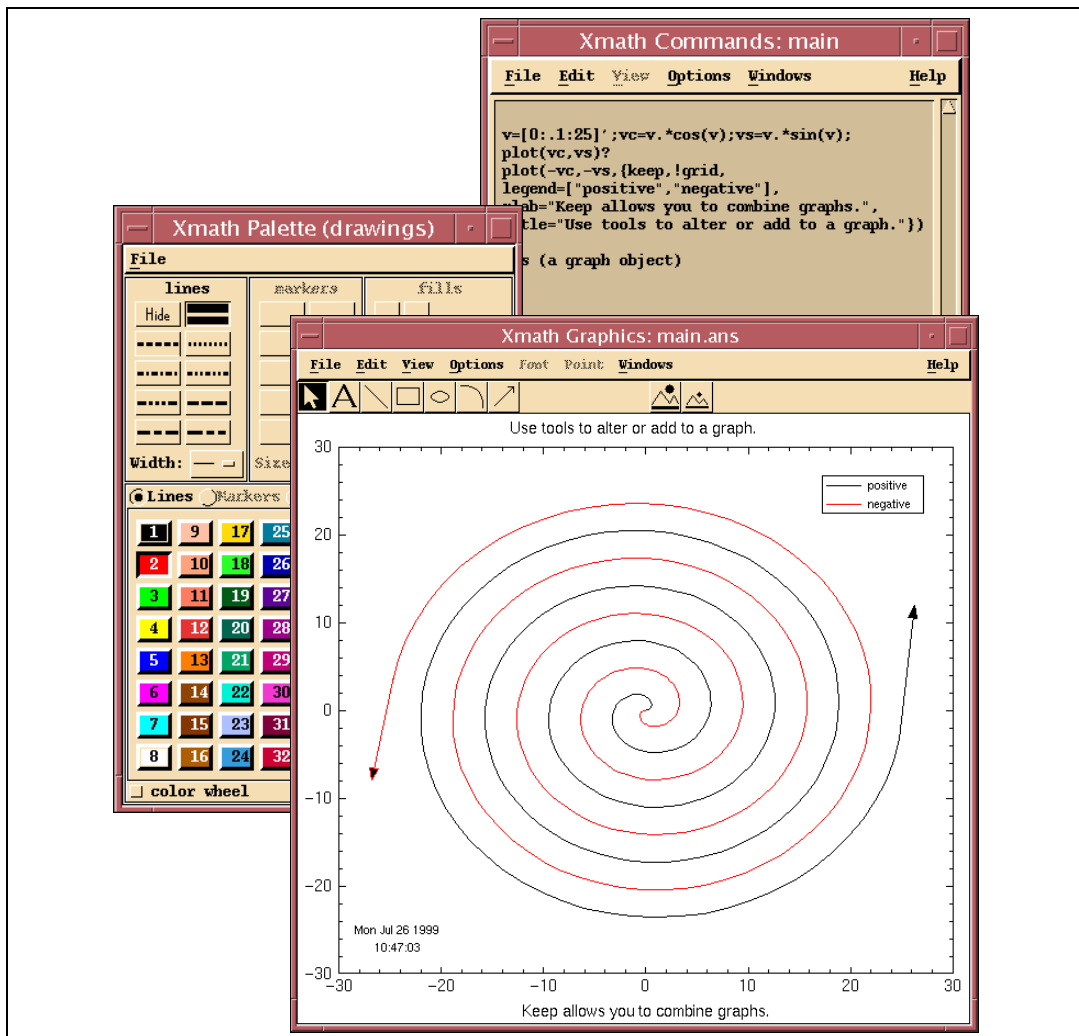 Xmath Commands: main
File Edit View Options Windows Help
v=[0:.1:25]';vc=v.*cos(v);vs=v.*sin(v);
plot(vc,vs)?
plot(-vc,-vs,{keep,!grid,
legend=["positive","negative"],
="Keep allows you to combine graphs.",
="Use tools to alter or add to a graph."})
(a graph object)
Xmath Palette (drawings)
File
lines markers fills
Hide
Width:
Lines Markers
1 9 17 25
2 10 18 26
3 11 19 27
4 12 20 28
5 13 21 29
6 14 22 30
7 15 23 31
8 16 24 32
color wheel
Xmath Graphics: main.ans
File Edit View Options Font Point Windows Help
A
Use tools to alter or add to a graph.
positive
negative
30
20
10
0
−10
−20
−30
Mon Jul 26 1999
10:47:03
−30 −20 −10 0 10 20 30
Keep allows you to combine graphs.